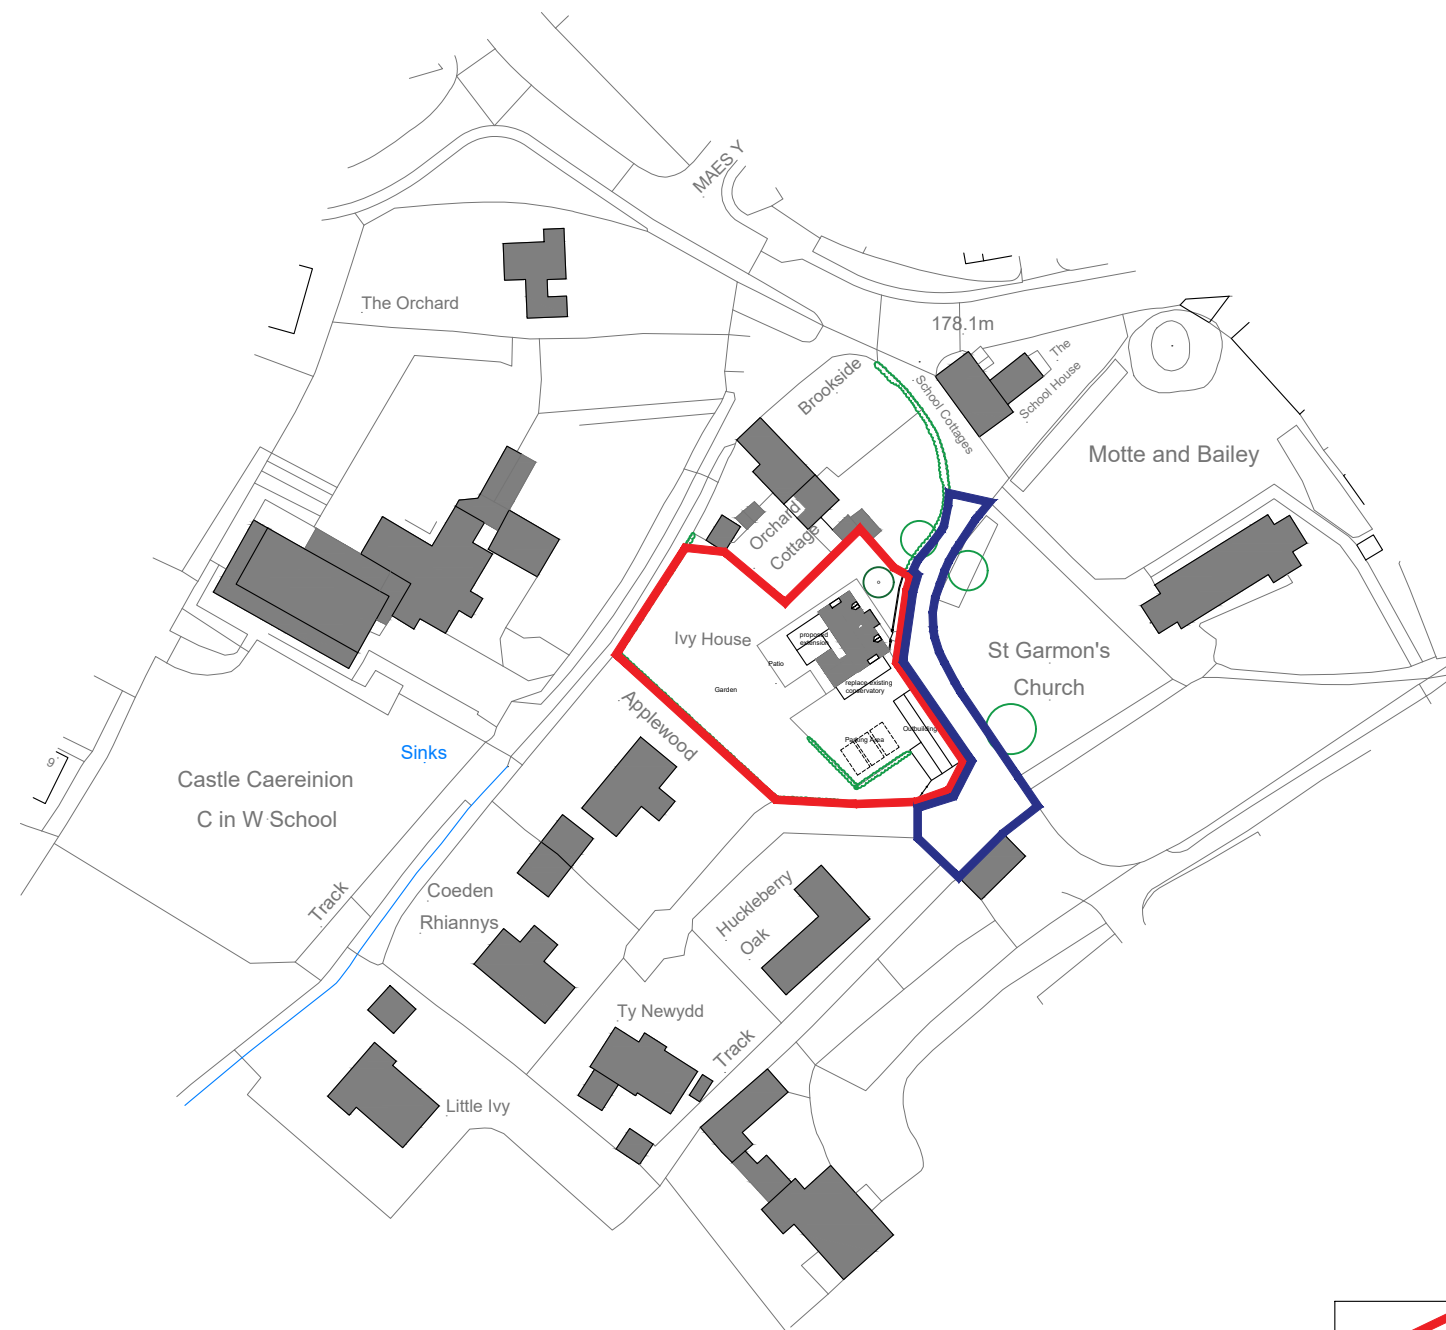 MAES Y
The Orchard
178.1m
The
School House
School Cottages
Brookside
Motte and Bailey
Orchard
Cottage
Ivy House
proposed
extension
Patio
Garden
replace existing
conservatory
Outbuilding
Parking Area
St Garmon's
Church
Applewood
Sinks
9
Castle Caereinion
C in W School
Track
Coeden
Rhiannys
Huckleberry
Oak
Ty Newydd
Track
Little Ivy